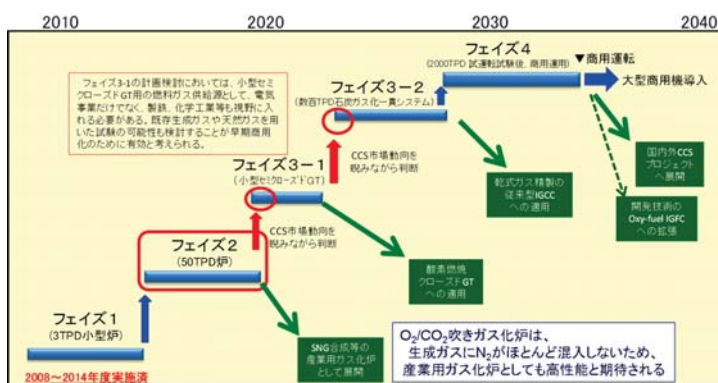 2010
2020
2030
2040
フェイズ4
(2000TPD 試運転試験後、商用運用)
▼商用運転
大型商用機導入
フェイズ3-1の計画検討においては、小型セミ
クローズドGT用の燃料ガス供給源として、電気
事業だけでなく、製鉄、化学工業等も視野に入
れる必要がある。既存生成ガスや天然ガスを用
いた試験の可能性も検討することが早期商用
化のために有効と考えられる。
フェイズ3-2
(数百TPD石炭ガス化一貫システム)
CCS市場動向を
睨みながら判断
フェイズ3-1
(小型セミクローズドGT)
CCS市場動向を
睨みながら判断
フェイズ2
(50TPD炉)
フェイズ1
(3TPD小型炉)
2008~2014年度実施済
国内外CCS
プロジェクト
へ展開
乾式ガス精製の
従来型IGCC
への適用
開発技術の
Oxy-fuel IGFC
への拡張
酸素燃焼
クローズドGT
への適用
SNG合成等の
産業用ガス化炉
として展開
O₂/CO₂吹きガス化炉は、
生成ガスにN₂がほとんど混入しないため、
産業用ガス化炉としても高性能と期待される